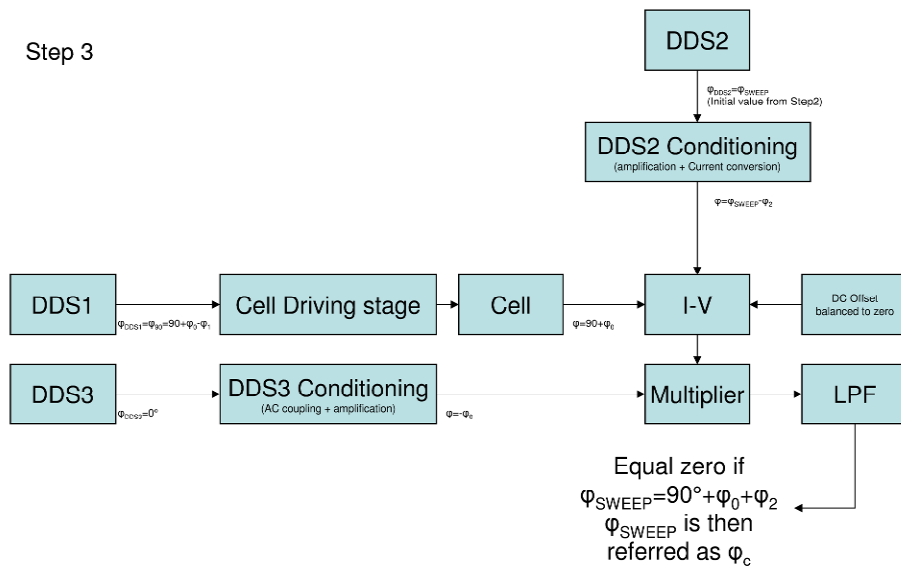 Step 3
DDS2
φDDS2=φSWEEP
(Initial value from Step2)
DDS2 Conditioning
(amplification + Current conversion)
φ=φSWEEP-φ2
DDS1
φDDS1=φ90=90+φ0-φ1
Cell Driving stage
Cell
φ=90+φ0
I-V
DC Offset
balanced to zero
DDS3
φDDS3=0°
DDS3 Conditioning
(AC coupling + amplification)
φ=-φ0
Multiplier
LPF
Equal zero if
φSWEEP=90°+φ0+φ2
φSWEEP is then
referred as φc